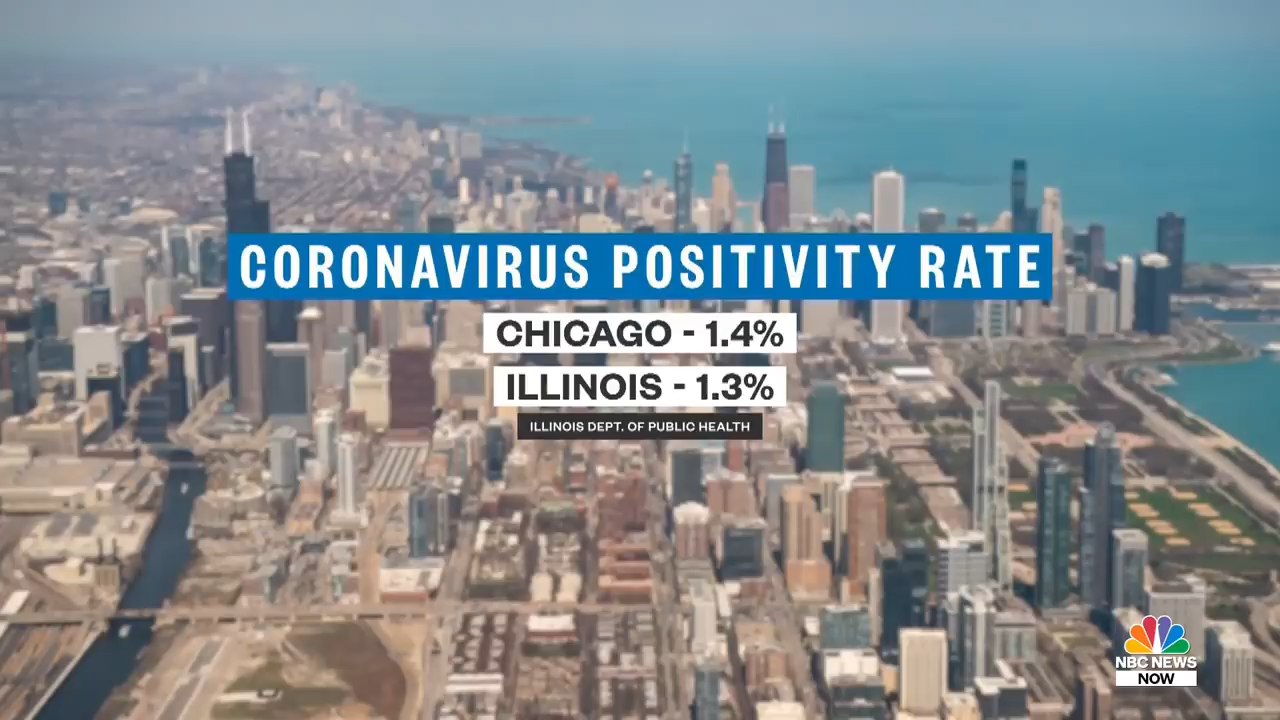 CORONAVIRUS POSITIVITY RATE
CHICAGO - 1.4%
ILLINOIS - 1.3%
ILLINOIS DEPT. OF PUBLIC HEALTH
NBC NEWS
NOW